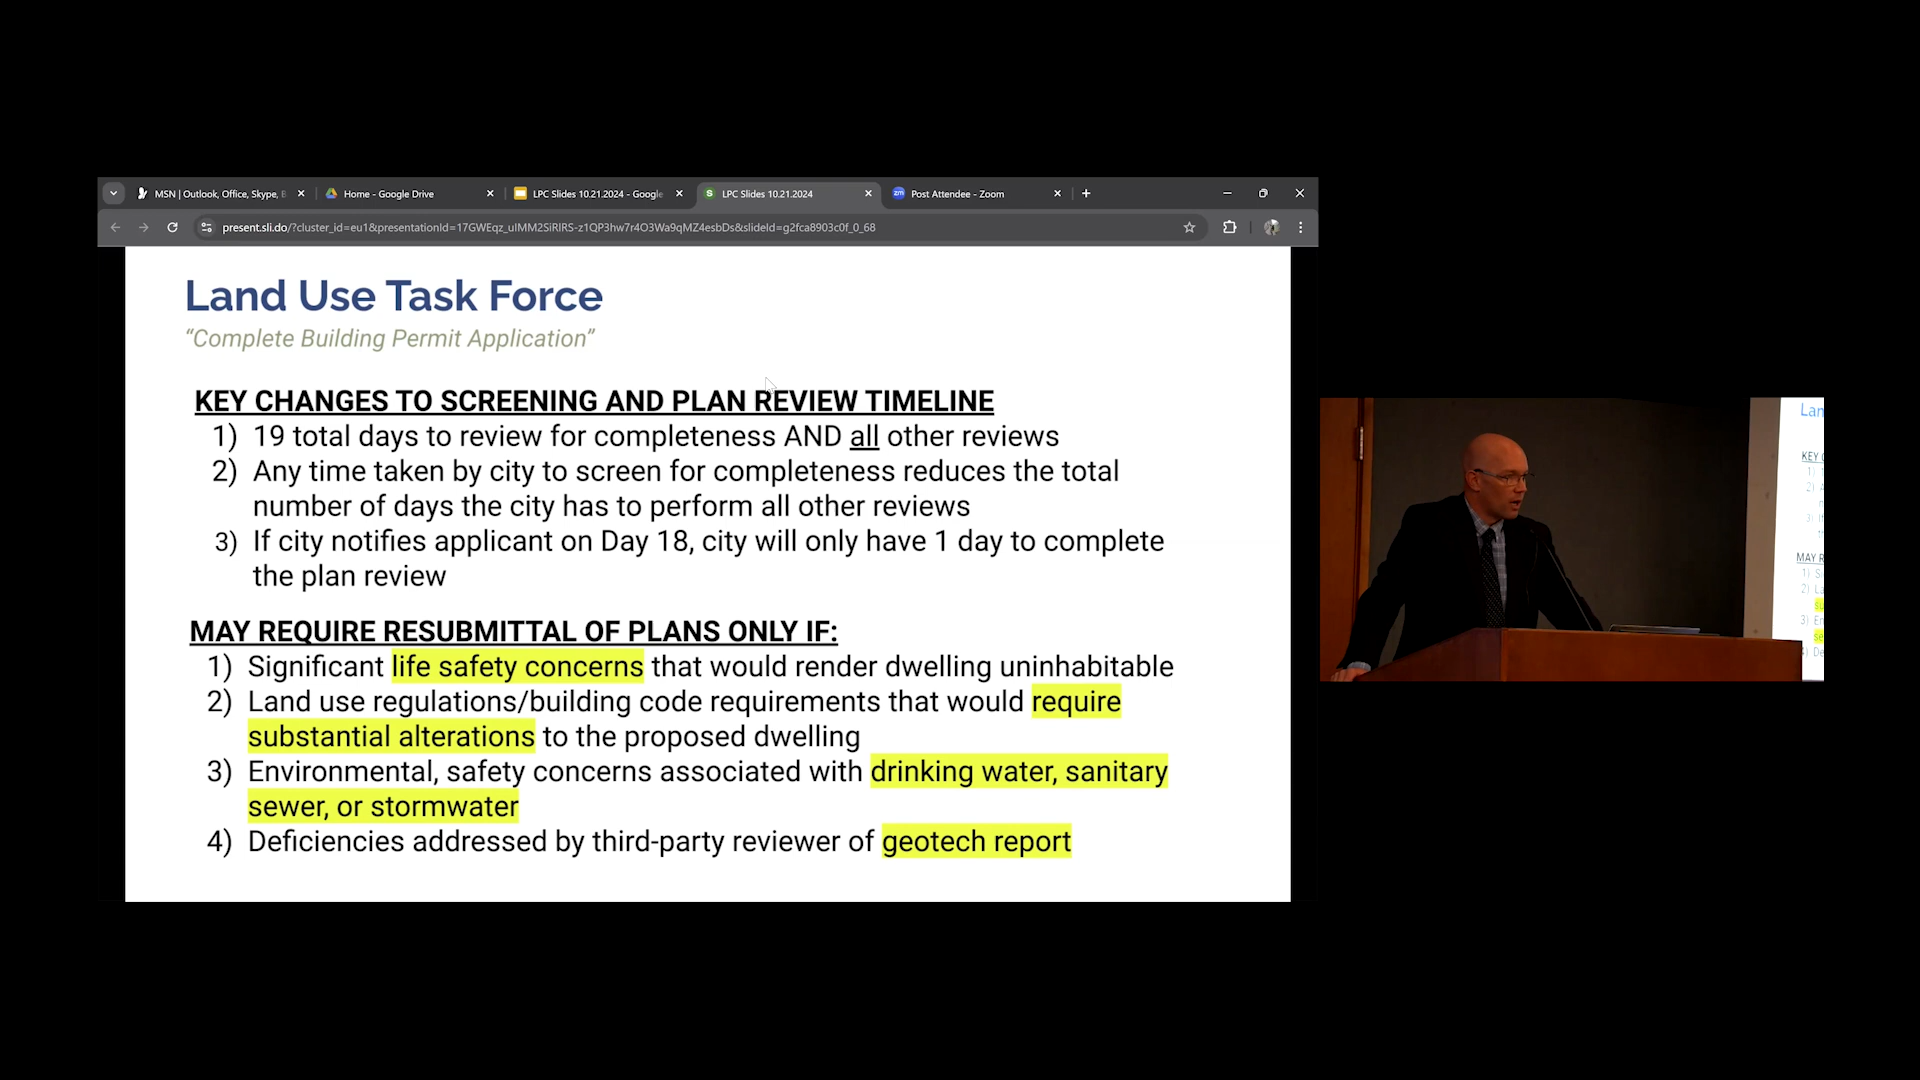 MSN | Outlook, Office, Skype,
Home - Google Drive
LPC Slides 10.21.2024 - Google
LPC Slides 10.21.2024
zm
Post Attendee - Zoom
present.sli.do/?cluster_id=eu1&presentationId=17GWEqz_uIMM2SiRIRS-z1QP3hw7r4O3Wa9qMZ4esbDs&slideId=g2fca8903c0f_0_68
Land Use Task Force
“Complete Building Permit Application”
KEY CHANGES TO SCREENING AND PLAN REVIEW TIMELINE
1) 19 total days to review for completeness AND all other reviews
2) Any time taken by city to screen for completeness reduces the total
number of days the city has to perform all other reviews
3) If city notifies applicant on Day 18, city will only have 1 day to complete
the plan review
MAY REQUIRE RESUBMITTAL OF PLANS ONLY IF:
1) Significant life safety concerns that would render dwelling uninhabitable
2) Land use regulations/building code requirements that would require
substantial alterations to the proposed dwelling
3) Environmental, safety concerns associated with drinking water, sanitary
sewer, or stormwater
4) Deficiencies addressed by third-party reviewer of geotech report
Lan
KEY
MAY R